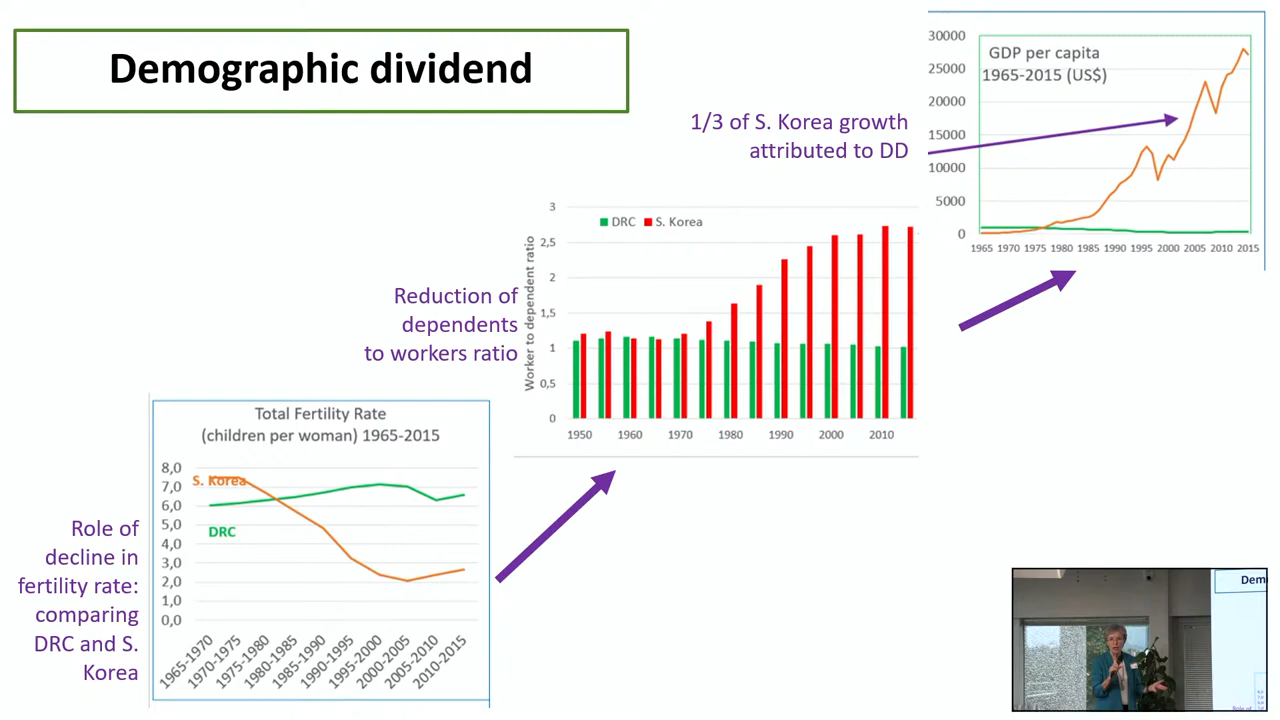 Demographic dividend
1/3 of S. Korea growth
attributed to DD
GDP per capita
1965-2015 (US$)
30000
25000
20000
15000
10000
5000
0
1965 1970 1975 1980 1985 1990 1995 2000 2005 2010 2015
Reduction of
dependents
to workers ratio
Worker to dependent ratio
DRC S. Korea
3
2,5
2
1,5
1
0,5
0
1950 1960 1970 1980 1990 2000 2010
Role of
decline in
fertility rate:
comparing
DRC and S.
Korea
Total Fertility Rate
(children per woman) 1965-2015
8,0
7,0
6,0
5,0
4,0
3,0
2,0
1,0
0,0
S. Korea
DRC
1965-1970
1970-1975
1975-1980
1980-1985
1985-1990
1990-1995
1995-2000
2000-2005
2005-2010
2010-2015
Dem